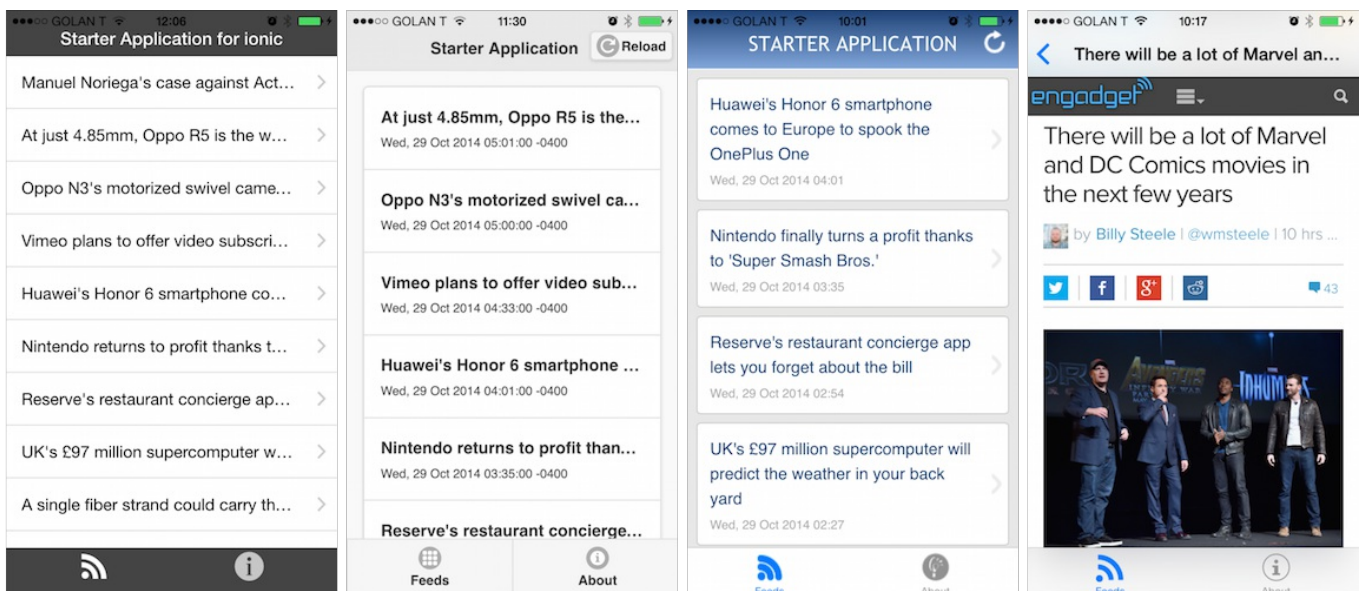 GOLAN T 12:06
Starter Application for ionic
Manuel Noriega's case against Act...
At just 4.85mm, Oppo R5 is the w...
Oppo N3's motorized swivel came...
Vimeo plans to offer video subscri...
Huawei's Honor 6 smartphone co...
Nintendo returns to profit thanks t...
Reserve's restaurant concierge ap...
UK's £97 million supercomputer w...
A single fiber strand could carry th...
GOLAN T 11:30
Starter Application
Reload
At just 4.85mm, Oppo R5 is the...
Wed, 29 Oct 2014 05:01:00 -0400
Oppo N3's motorized swivel ca...
Wed, 29 Oct 2014 05:00:00 -0400
Vimeo plans to offer video sub...
Wed, 29 Oct 2014 04:33:00 -0400
Huawei's Honor 6 smartphone ...
Wed, 29 Oct 2014 04:01:00 -0400
Nintendo returns to profit than...
Wed, 29 Oct 2014 03:35:00 -0400
Reserve's restaurant concierge...
Feeds About
GOLAN T 10:01
STARTER APPLICATION
Huawei's Honor 6 smartphone
comes to Europe to spook the
OnePlus One
Wed, 29 Oct 2014 04:01
Nintendo finally turns a profit thanks
to 'Super Smash Bros.'
Wed, 29 Oct 2014 03:35
Reserve's restaurant concierge app
lets you forget about the bill
Wed, 29 Oct 2014 02:54
UK's £97 million supercomputer will
predict the weather in your back
yard
Wed, 29 Oct 2014 02:27
Feeds About
GOLAN T 10:17
There will be a lot of Marvel an...
engadget
There will be a lot of Marvel
and DC Comics movies in
the next few years
by Billy Steele | @wmsteele | 10 hrs ...
43
AVENGERS
INHUMANS
Feeds About